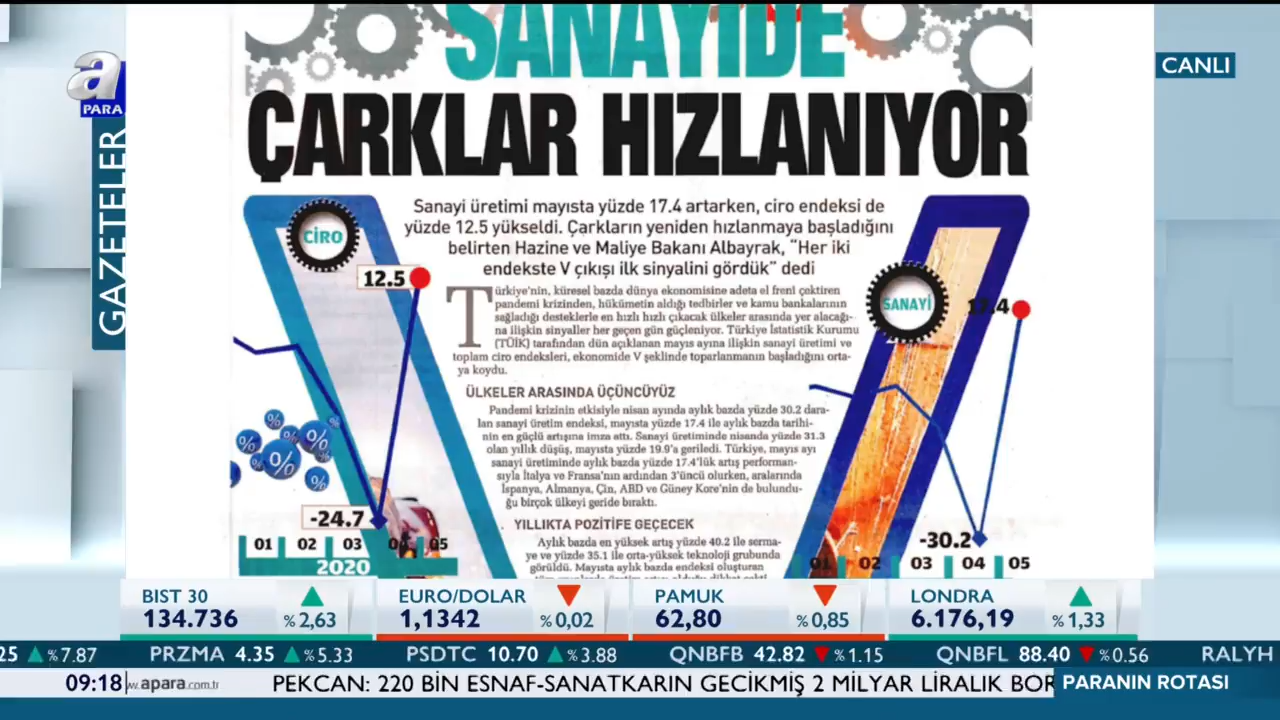 SANAYİDE
ÇARKLAR HIZLANIYOR
a
PARA
GAZETELER
CANLI
Sanayi üretimi mayısta yüzde 17.4 artarken, ciro endeksi de
yüzde 12.5 yükseldi. Çarkların yeniden hızlanmaya başladığını
belirten Hazine ve Maliye Bakanı Albayrak, “Her iki
endekste V çıkışı ilk sinyalini gördük” dedi
CİRO
12.5
-24.7
01 02 03 04 05
2020
Türkiye'nin, küresel bazda dünya ekonomisine adeta el freni çektiren
pandemi krizinden, hükümetin aldığı tedbirler ve kamu bankalarının
sağladığı desteklerle en hızlı hızlı çıkacak ülkeler arasında yer alacağı-
na ilişkin sinyaller her geçen gün güçleniyor. Türkiye İstatistik Kurumu
(TÜİK) tarafından dün açıklanan mayıs ayına ilişkin sanayi üretimi ve
toplam ciro endeksleri, ekonomide V şeklinde toparlanmanın başladığını orta-
ya koydu.
ÜLKELER ARASINDA ÜÇÜNCÜYÜZ
Pandemi krizinin etkisiyle nisan ayında aylık bazda yüzde 30.2 dara-
lan sanayi üretim endeksi, mayısta yüzde 17.4 ile aylık bazda tarihi-
nin en güçlü artışına imza attı. Sanayi üretiminde nisanda yüzde 31.3
olan yıllık düşüş, mayısta yüzde 19.9'a geriledi. Türkiye, mayıs ayı
sanayi üretiminde aylık bazda yüzde 17.4'lük artış performan-
sıyla İtalya ve Fransa'nın ardından 3'üncü olurken, aralarında
İspanya, Almanya, Çin, ABD ve Güney Kore'nin de bulundu-
ğu birçok ülkeyi geride bıraktı.
YILLIKTA POZİTİFE GEÇECEK
Aylık bazda en yüksek artış yüzde 40.2 ile serma-
ye ve yüzde 35.1 ile orta-yüksek teknoloji grubunda
görüldü. Mayısta aylık bazda endeksi oluşturan
SANAYİ
17.4
-30.2
01 02 03 04 05
BIST 30 134.736 %2,63
EURO/DOLAR 1,1342 %0,02
PAMUK 62,80 %0,85
LONDRA 6.176,19 %1,33
25 %7.87 PRZMA 4.35 %5.33 PSDTC 10.70 %3.88 QNBFB 42.82 %1.15 QNBFL 88.40 %0.56 RALYH
09:18 w.apara.com.tr PEKCAN: 220 BİN ESNAF-SANATKARIN GECİKMİŞ 2 MİLYAR LİRALIK BOR
PARANIN ROTASI